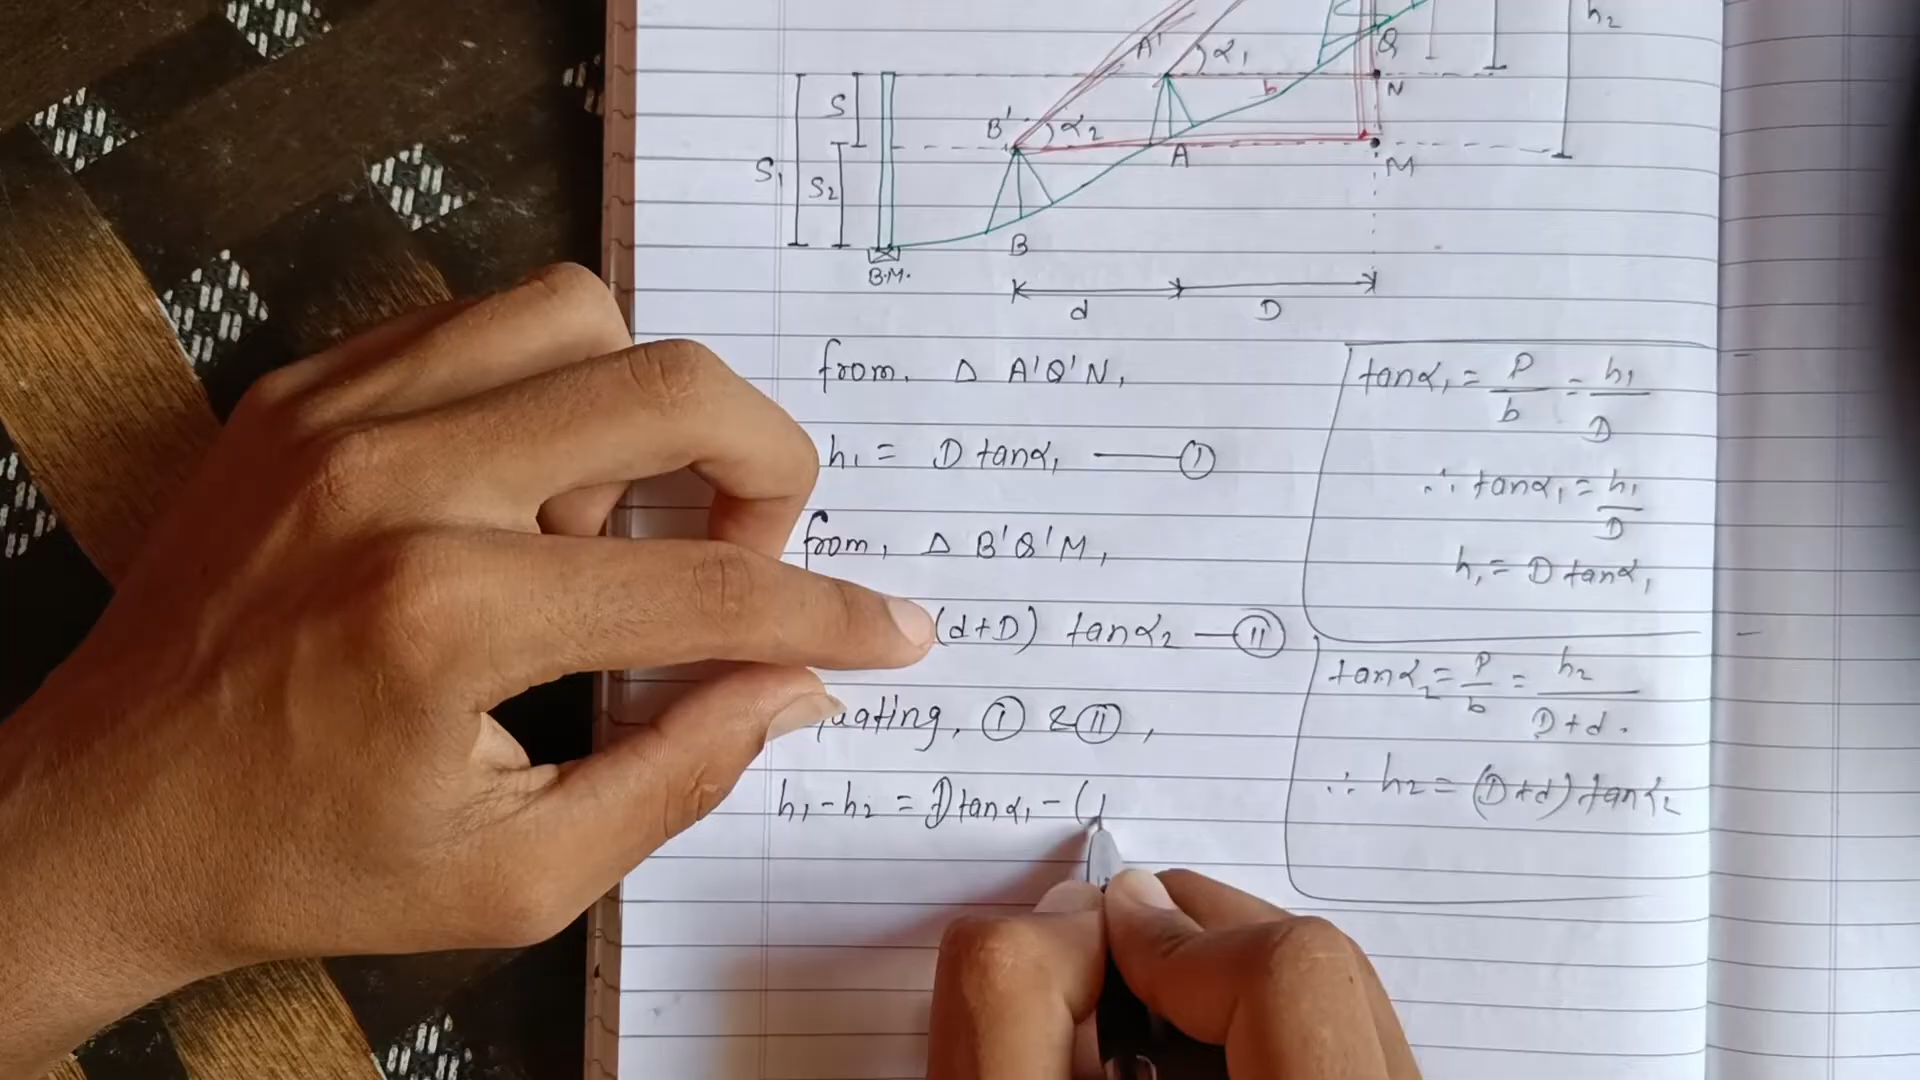 h₂
A' α₁ Q
S b N
B' α₂
S₁ S₂ A M
B
B.M.
d D
from, Δ A'Q'N,
h₁ = D tanα₁ —— Ⓘ
from, Δ B'Q'M,
(d+D) tanα₂ — Ⓘⓘ
quating, Ⓘ & Ⓘⓘ,
h₁ - h₂ = D tanα₁ - (
tanα₁ = P/b = h₁/D
∴ tanα₁ = h₁/D
h₁ = D tanα₁
tanα₂ = P/b = h₂/D+d.
∴ h₂ = (D+d) tanα₂